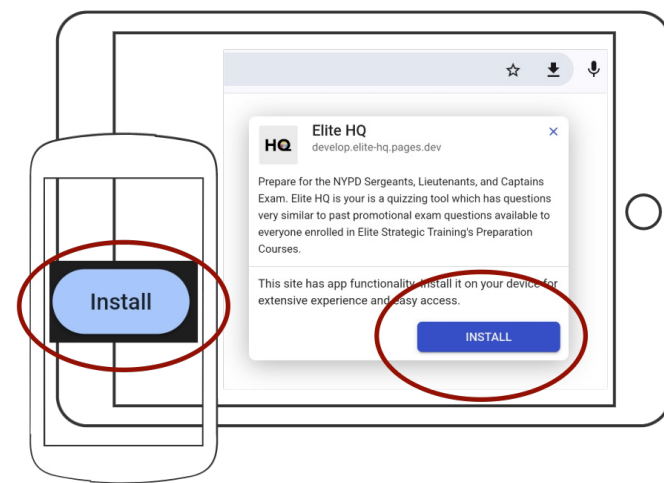 HQ
Elite HQ
develop.elite-hq.pages.dev
Prepare for the NYPD Sergeants, Lieutenants, and Captains
Exam. Elite HQ is your is a quizzing tool which has questions
very similar to past promotional exam questions available to
everyone enrolled in Elite Strategic Training's Preparation
Courses.
This site has app functionality. Install it on your device for
extensive experience and easy access.
INSTALL
Install